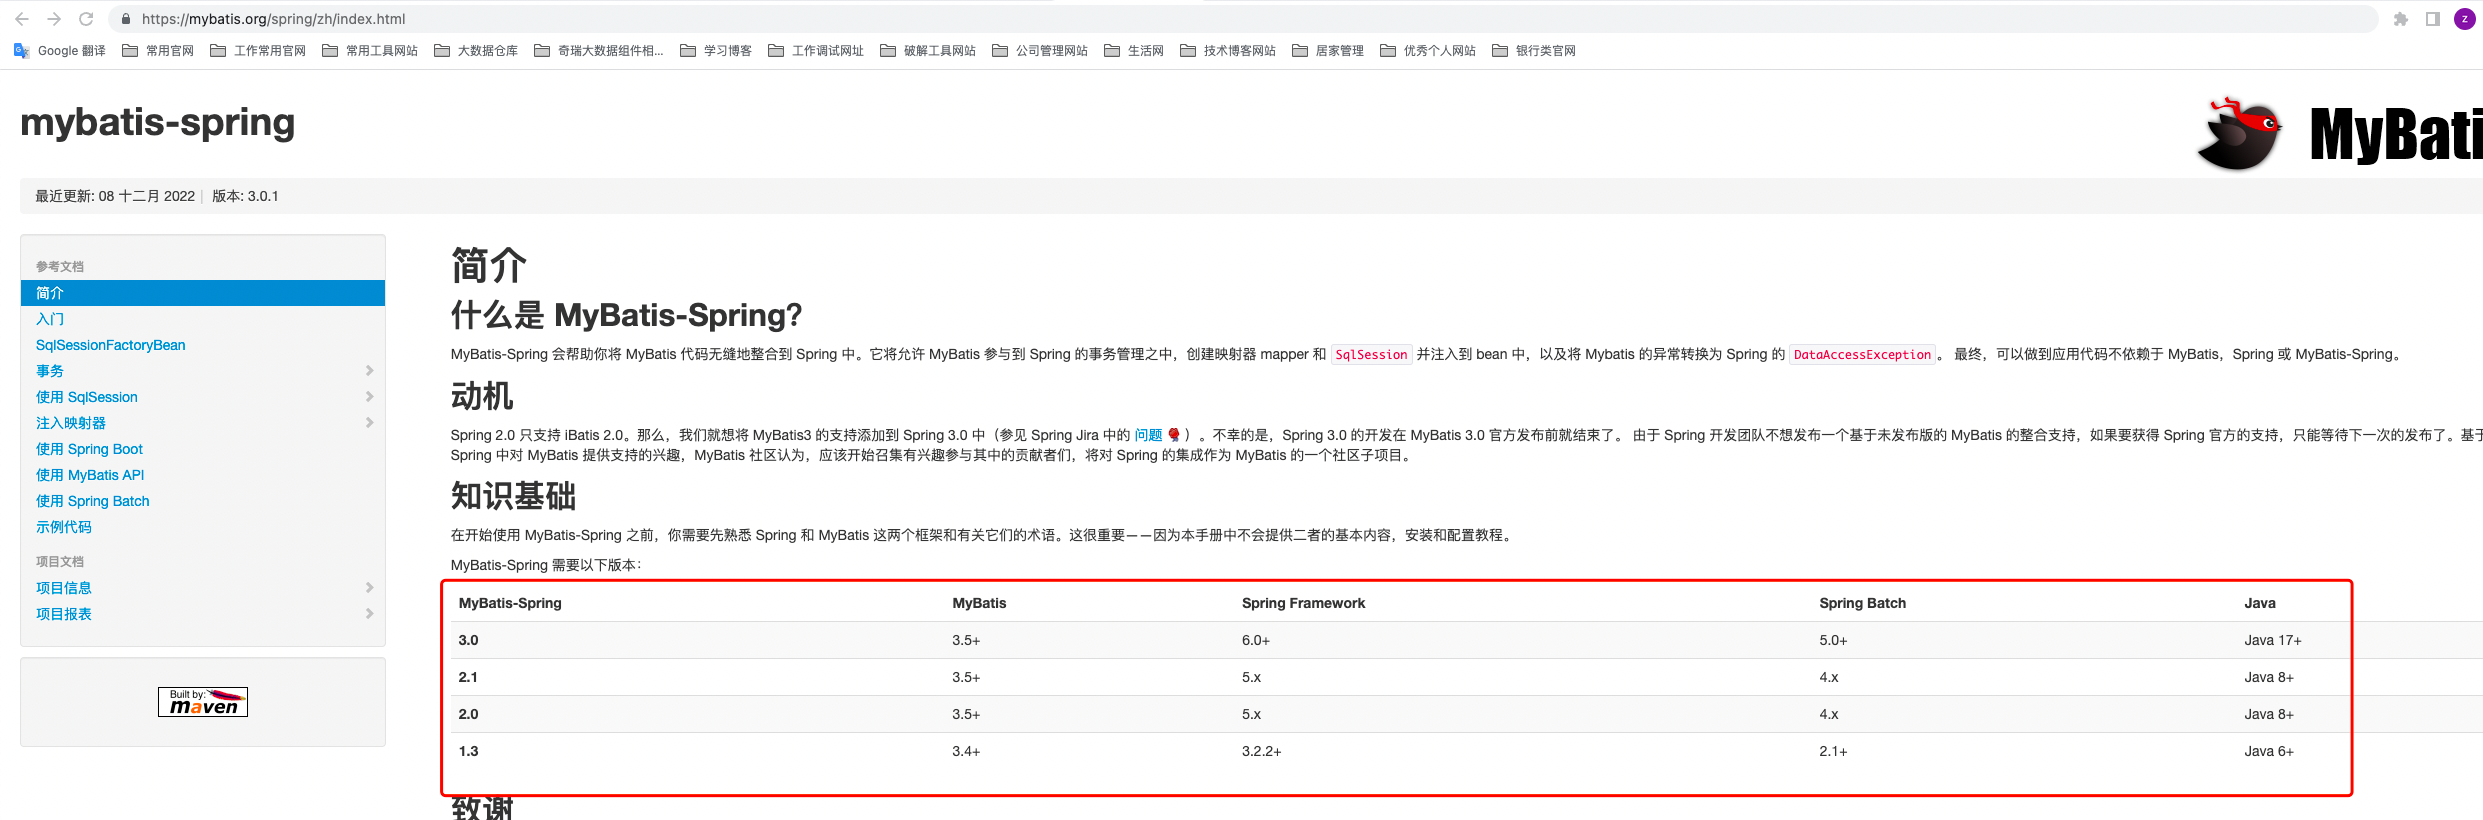 https://mybatis.org/spring/zh/index.html
z
Google 翻译 常用官网 工作常用官网 常用工具网站 大数据仓库 奇瑞大数据组件相... 学习博客 工作调试网址 破解工具网站 公司管理网站 生活网 技术博客网站 居家管理 优秀个人网站 银行类官网
mybatis-spring
MyBati
最近更新: 08 十二月 2022 | 版本: 3.0.1
参考文档
简介
入门
SqlSessionFactoryBean
事务
使用 SqlSession
注入映射器
使用 Spring Boot
使用 MyBatis API
使用 Spring Batch
示例代码
项目文档
项目信息
项目报表
Built by:
maven
简介
什么是 MyBatis-Spring?
MyBatis-Spring 会帮助你将 MyBatis 代码无缝地整合到 Spring 中。它将允许 MyBatis 参与到 Spring 的事务管理之中，创建映射器 mapper 和 SqlSession 并注入到 bean 中，以及将 Mybatis 的异常转换为 Spring 的 DataAccessException 。 最终，可以做到应用代码不依赖于 MyBatis，Spring 或 MyBatis-Spring。
动机
Spring 2.0 只支持 iBatis 2.0。那么，我们就想将 MyBatis3 的支持添加到 Spring 3.0 中（参见 Spring Jira 中的 问题 ）。不幸的是，Spring 3.0 的开发在 MyBatis 3.0 官方发布前就结束了。 由于 Spring 开发团队不想发布一个基于未发布版的 MyBatis 的整合支持，如果要获得 Spring 官方的支持，只能等待下一次的发布了。基于
Spring 中对 MyBatis 提供支持的兴趣，MyBatis 社区认为，应该开始召集有兴趣参与其中的贡献者们，将对 Spring 的集成作为 MyBatis 的一个社区子项目。
知识基础
在开始使用 MyBatis-Spring 之前，你需要先熟悉 Spring 和 MyBatis 这两个框架和有关它们的术语。这很重要——因为本手册中不会提供二者的基本内容，安装和配置教程。
MyBatis-Spring 需要以下版本：
MyBatis-Spring MyBatis Spring Framework Spring Batch Java
3.0 3.5+ 6.0+ 5.0+ Java 17+
2.1 3.5+ 5.x 4.x Java 8+
2.0 3.5+ 5.x 4.x Java 8+
1.3 3.4+ 3.2.2+ 2.1+ Java 6+
致谢